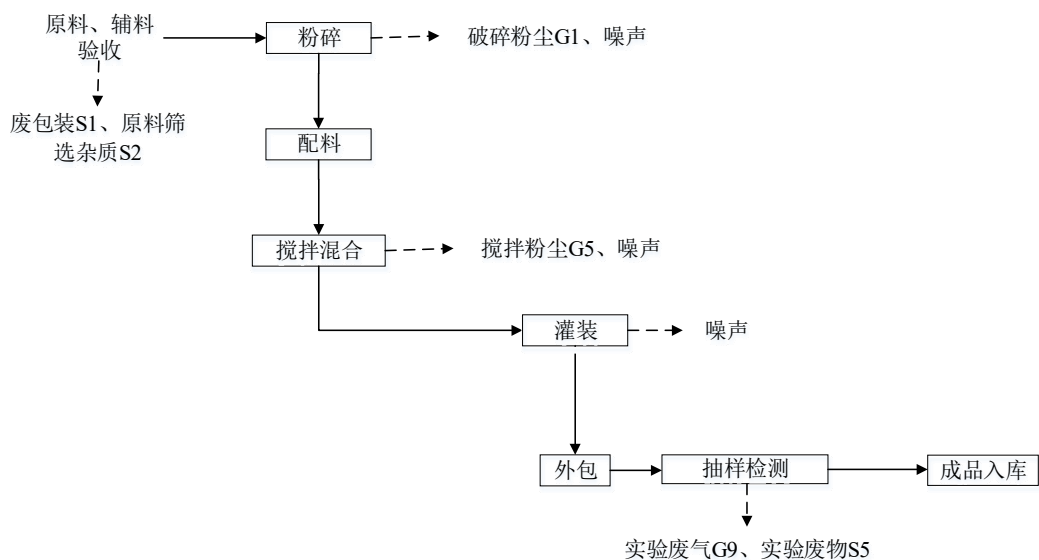 原料、辅料
验收
粉碎
破碎粉尘G1、噪声
废包装S1、原料筛
选杂质S2
配料
搅拌混合
搅拌粉尘G5、噪声
灌装
噪声
外包
抽样检测
成品入库
实验废气G9、实验废物S5